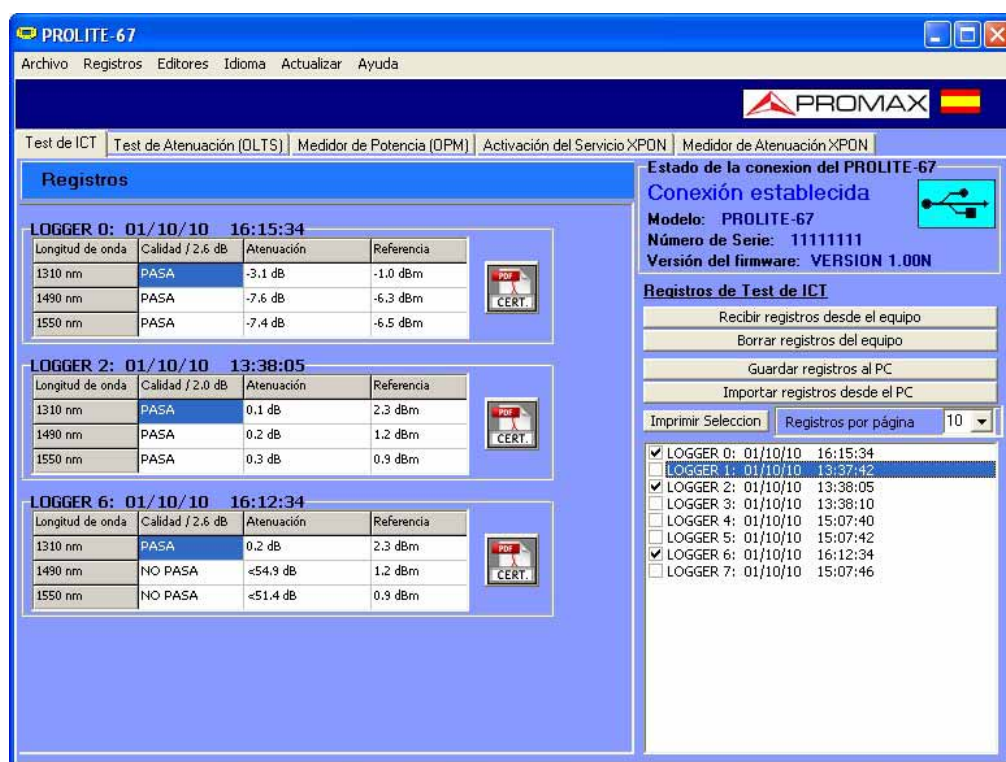 PROLITE-67
Archivo Registros Editores Idioma Actualizar Ayuda
PROMAX
Test de ICT Test de Atenuación (OLTS) Medidor de Potencia (OPM) Activación del Servicio XPON Medidor de Atenuación XPON
Registros
LOGGER 0: 01/10/10 16:15:34
Longitud de onda Calidad / 2.6 dB Atenuación Referencia
1310 nm PASA -3.1 dB -1.0 dBm
1490 nm PASA -7.6 dB -6.3 dBm
1550 nm PASA -7.4 dB -6.5 dBm
PDF
CERT.
LOGGER 2: 01/10/10 13:38:05
Longitud de onda Calidad / 2.0 dB Atenuación Referencia
1310 nm PASA 0.1 dB 2.3 dBm
1490 nm PASA 0.2 dB 1.2 dBm
1550 nm PASA 0.3 dB 0.9 dBm
PDF
CERT.
LOGGER 6: 01/10/10 16:12:34
Longitud de onda Calidad / 2.6 dB Atenuación Referencia
1310 nm PASA 0.2 dB 2.3 dBm
1490 nm NO PASA <54.9 dB 1.2 dBm
1550 nm NO PASA <51.4 dB 0.9 dBm
PDF
CERT.
Estado de la conexion del PROLITE-67
Conexión establecida
Modelo: PROLITE-67
Número de Serie: 11111111
Versión del firmware: VERSION 1.00N
Registros de Test de ICT
Recibir registros desde el equipo
Borrar registros del equipo
Guardar registros al PC
Importar registros desde el PC
Imprimir Seleccion Registros por página 10
LOGGER 0: 01/10/10 16:15:34
LOGGER 1: 01/10/10 13:37:42
LOGGER 2: 01/10/10 13:38:05
LOGGER 3: 01/10/10 13:38:10
LOGGER 4: 01/10/10 15:07:40
LOGGER 5: 01/10/10 15:07:42
LOGGER 6: 01/10/10 16:12:34
LOGGER 7: 01/10/10 15:07:46